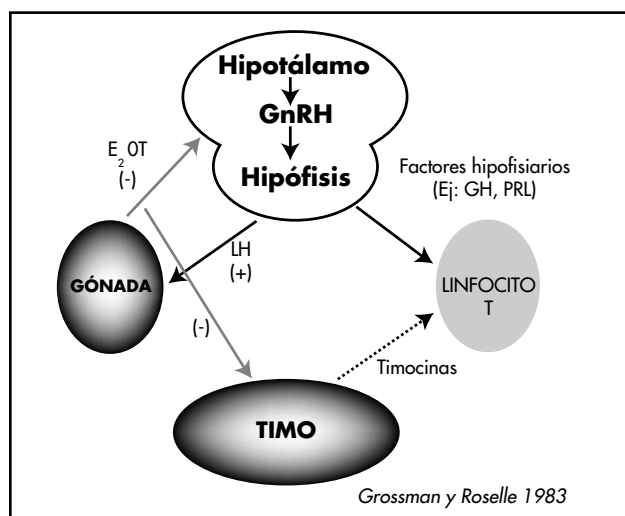 Hipotálamo
GnRH
Hipófisis
E2 0T
(-)
Factores hipofisiarios
(Ej: GH, PRL)
LH
(+)
GÓNADA
LINFOCITO
T
(-)
Timocinas
TIMO
Grossman y Roselle 1983